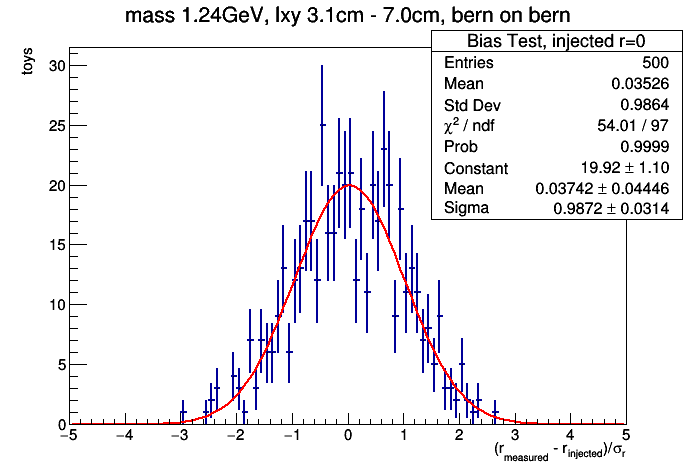 mass 1.24GeV, lxy 3.1cm - 7.0cm, bern on bern
toys
Bias Test, injected r=0
Entries 500
Mean 0.03526
Std Dev 0.9864
χ² / ndf 54.01 / 97
Prob 0.9999
Constant 19.92 ± 1.10
Mean 0.03742 ± 0.04446
Sigma 0.9872 ± 0.0314
30
25
20
15
10
5
0
−5 −4 −3 −2 −1 0 1 2 3 4 5
(r_measured - r_injected)/σ_r